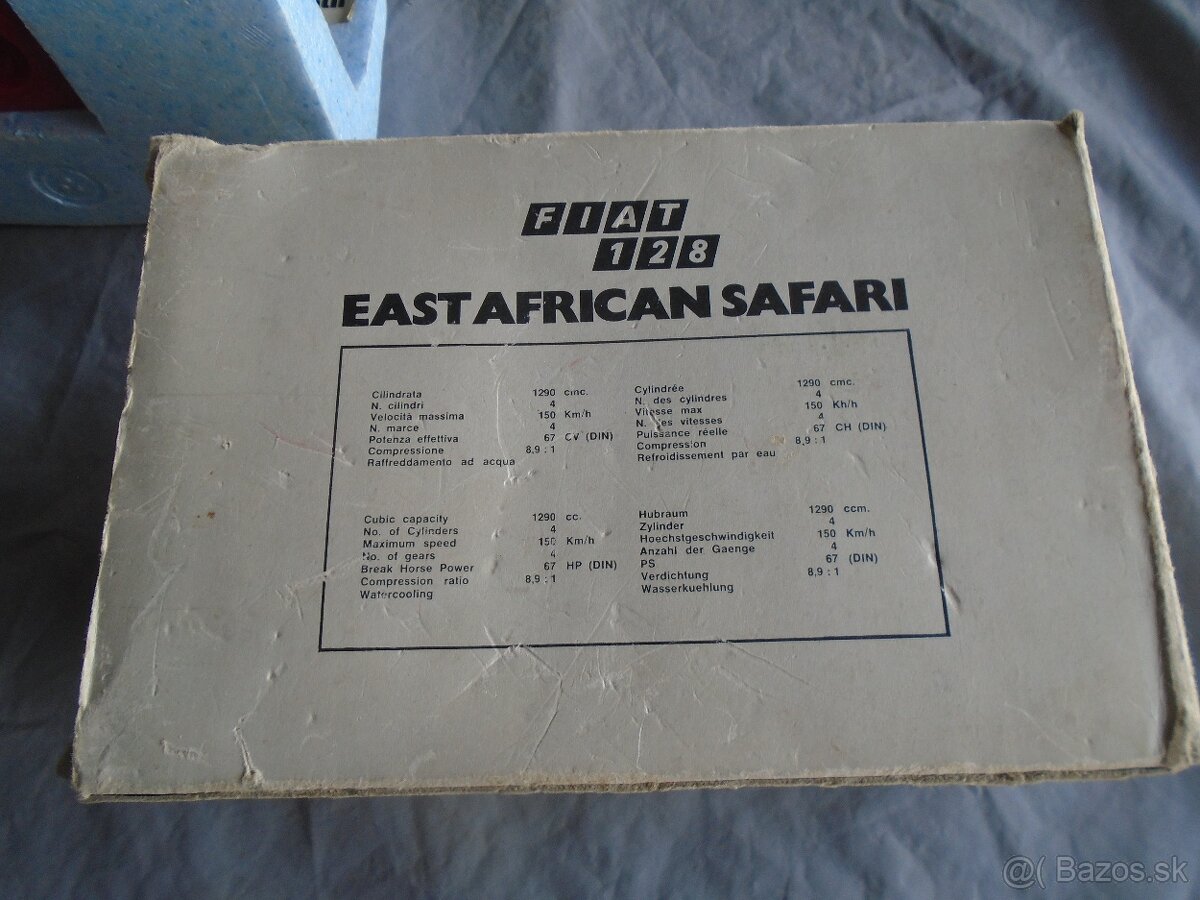 FIAT
128
EAST AFRICAN SAFARI
Cilindrata 1290 cmc.
N. cilindri 4
Velocità massima 150 Km/h
N. marce 4
Potenza effettiva 67 CV (DIN)
Compressione 8,9 : 1
Raffreddamento ad acqua
Cylindrée 1290 cmc.
N. des cylindres 4
Vitesse max 150 Kh/h
N. des vitesses 4
Puissance réelle 67 CH (DIN)
Compression 8,9 : 1
Refroidissement par eau
Cubic capacity 1290 cc.
No. of Cylinders 4
Maximum speed 150 Km/h
No. of gears 4
Break Horse Power 67 HP (DIN)
Compression ratio 8,9 : 1
Watercooling
Hubraum 1290 ccm.
Zylinder 4
Hoechstgeschwindigkeit 150 Km/h
Anzahl der Gaenge 4
PS 67 (DIN)
Verdichtung 8,9 : 1
Wasserkuehlung
@( Bazos.sk